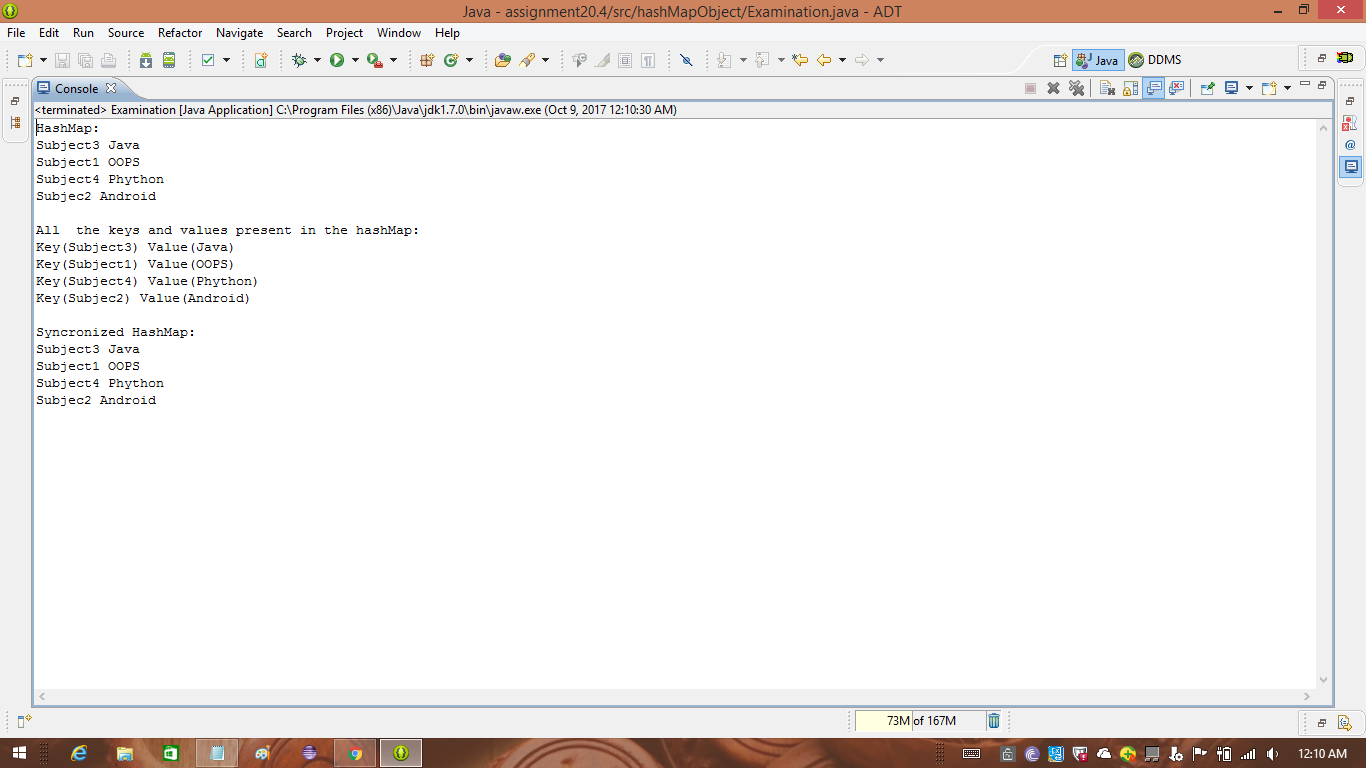 Java - assignment20.4/src/hashMapObject/Examination.java - ADT
File Edit Run Source Refactor Navigate Search Project Window Help
Java DDMS
Console
<terminated> Examination [Java Application] C:\Program Files (x86)\Java\jdk1.7.0\bin\javaw.exe (Oct 9, 2017 12:10:30 AM)
HashMap:
Subject3 Java
Subject1 OOPS
Subject4 Phython
Subjec2 Android
All  the keys and values present in the hashMap:
Key(Subject3) Value(Java)
Key(Subject1) Value(OOPS)
Key(Subject4) Value(Phython)
Key(Subjec2) Value(Android)
Syncronized HashMap:
Subject3 Java
Subject1 OOPS
Subject4 Phython
Subjec2 Android
73M of 167M
12:10 AM